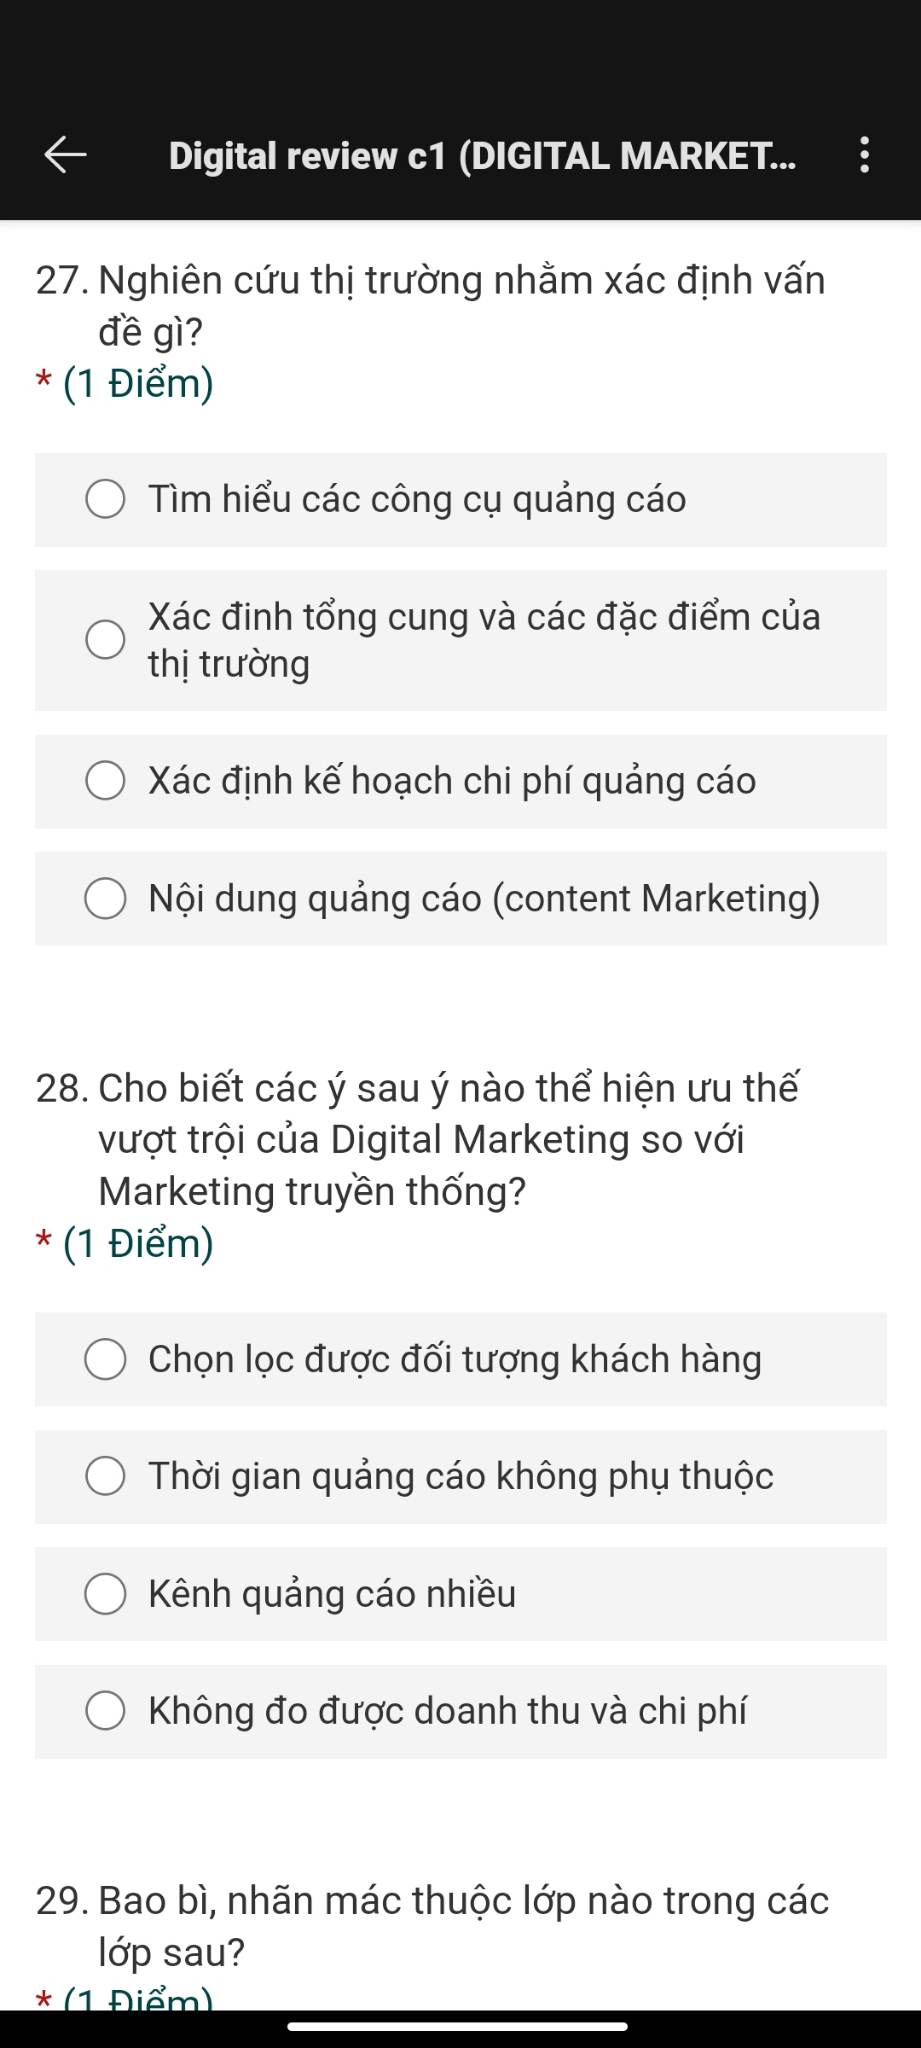 Digital review c1 (DIGITAL MARKET...
27. Nghiên cứu thị trường nhằm xác định vấn
đề gì?
* (1 Điểm)
Tìm hiểu các công cụ quảng cáo
Xác đinh tổng cung và các đặc điểm của
thị trường
Xác định kế hoạch chi phí quảng cáo
Nội dung quảng cáo (content Marketing)
28. Cho biết các ý sau ý nào thể hiện ưu thế
vượt trội của Digital Marketing so với
Marketing truyền thống?
* (1 Điểm)
Chọn lọc được đối tượng khách hàng
Thời gian quảng cáo không phụ thuộc
Kênh quảng cáo nhiều
Không đo được doanh thu và chi phí
29. Bao bì, nhãn mác thuộc lớp nào trong các
lớp sau?
* (1 Điểm)